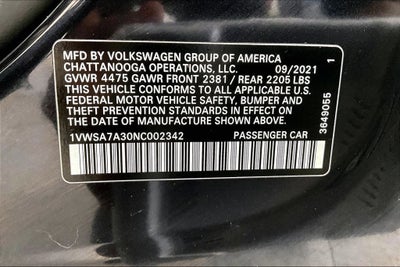 MFD BY VOLKSWAGEN GROUP OF AMERICA
CHATTANOOGA OPERATIONS, LLC. 09/2021
GVWR 4475 GAWR FRONT 2381 / REAR 2205 LBS
THIS VEHICLE CONFORMS TO ALL APPLICABLE U.S.
FEDERAL MOTOR VEHICLE SAFETY, BUMPER AND
THEFT PREVENTION STANDARDS IN EFFECT ON THE
DATE OF MANUFACTURE SHOWN ABOVE.
1VWSA7A30NC002342 PASSENGER CAR
1
3649055